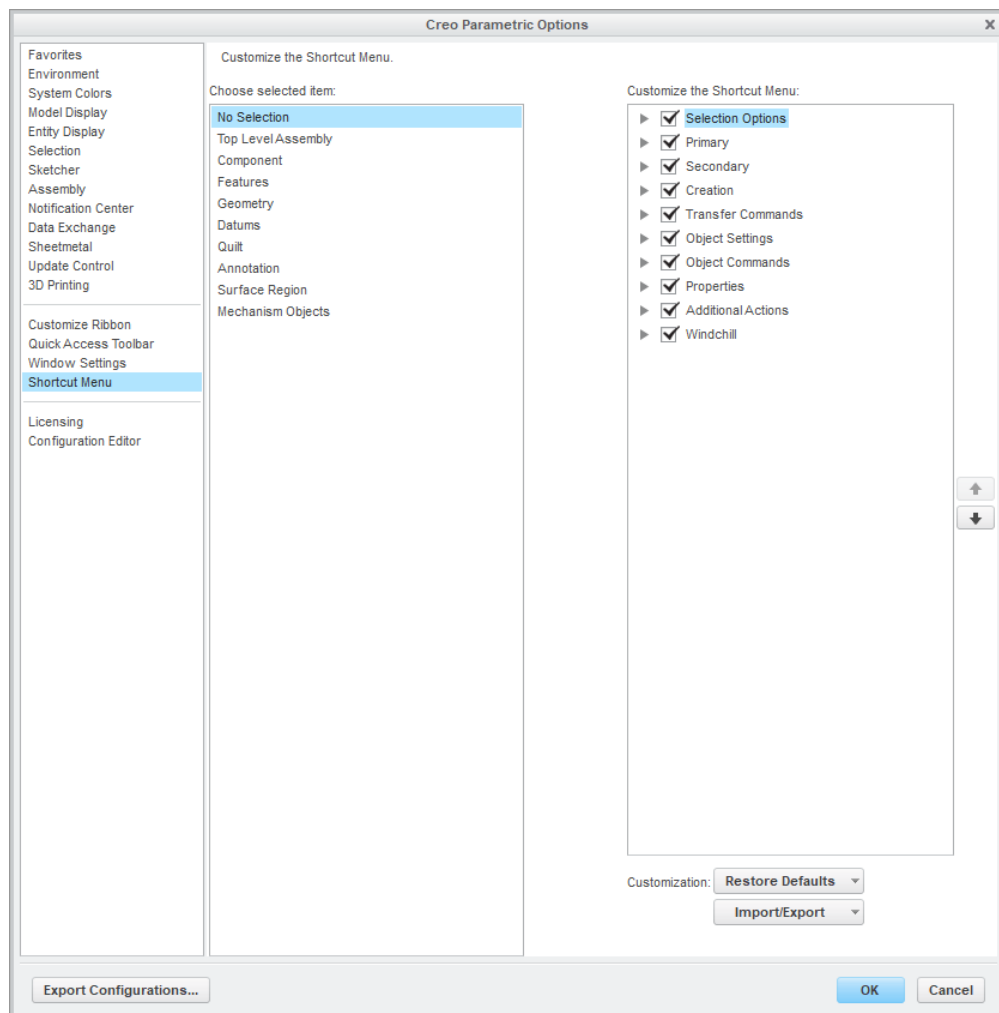 Creo Parametric Options
Favorites
Environment
System Colors
Model Display
Entity Display
Selection
Sketcher
Assembly
Notification Center
Data Exchange
Sheetmetal
Update Control
3D Printing
Customize Ribbon
Quick Access Toolbar
Window Settings
Shortcut Menu
Licensing
Configuration Editor
Customize the Shortcut Menu.
Choose selected item:
No Selection
Top Level Assembly
Component
Features
Geometry
Datums
Quilt
Annotation
Surface Region
Mechanism Objects
Customize the Shortcut Menu:
Selection Options
Primary
Secondary
Creation
Transfer Commands
Object Settings
Object Commands
Properties
Additional Actions
Windchill
Customization: Restore Defaults
Import/Export
Export Configurations...
OK
Cancel